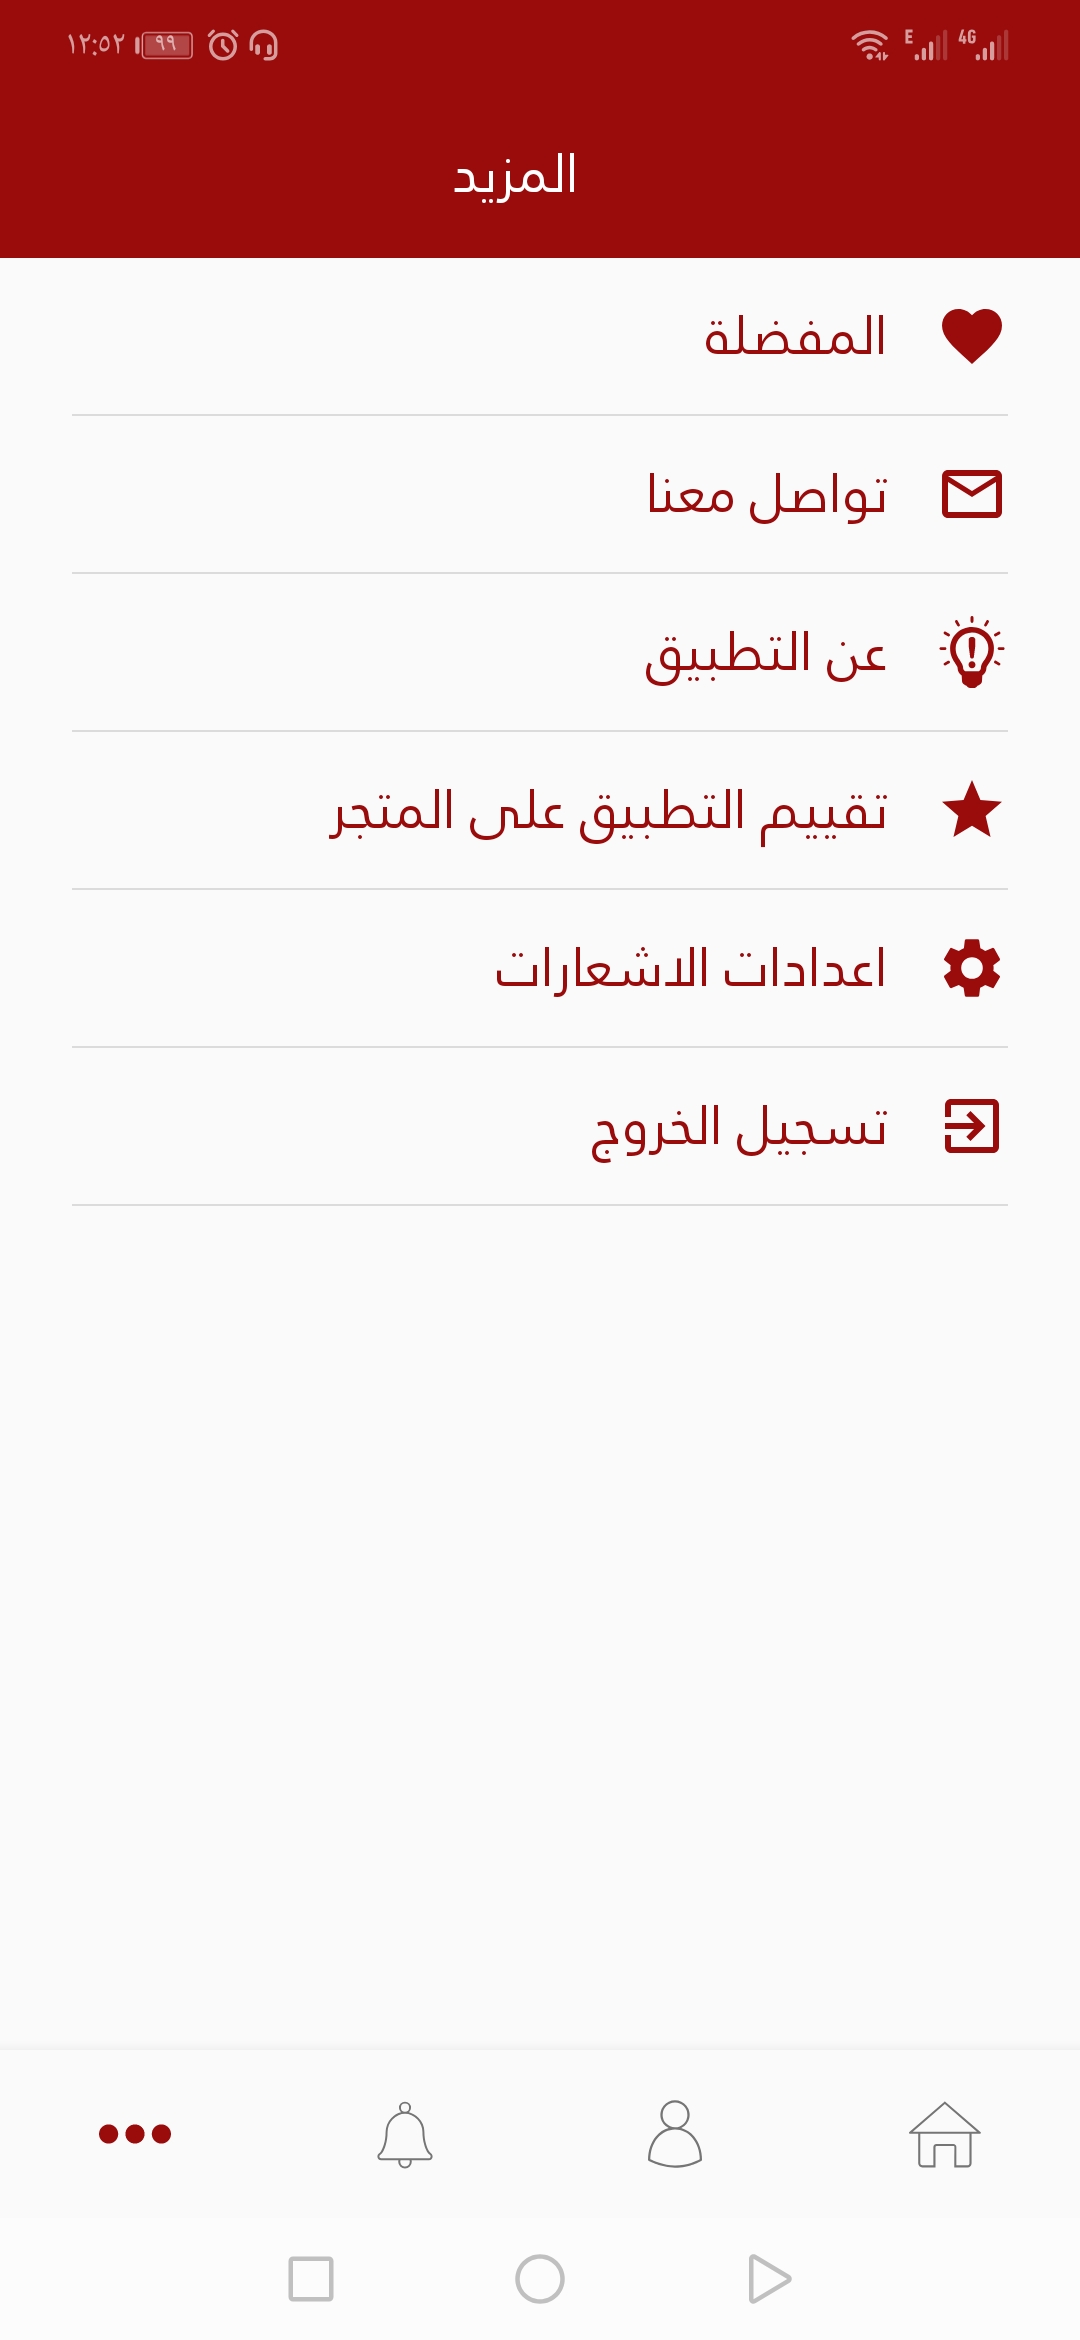 ١٢:٥٢ ٩٩ E 4G
المزيد
المفضلة
تواصل معنا
عن التطبيق
تقييم التطبيق على المتجر
اعدادات الاشعارات
تسجيل الخروج